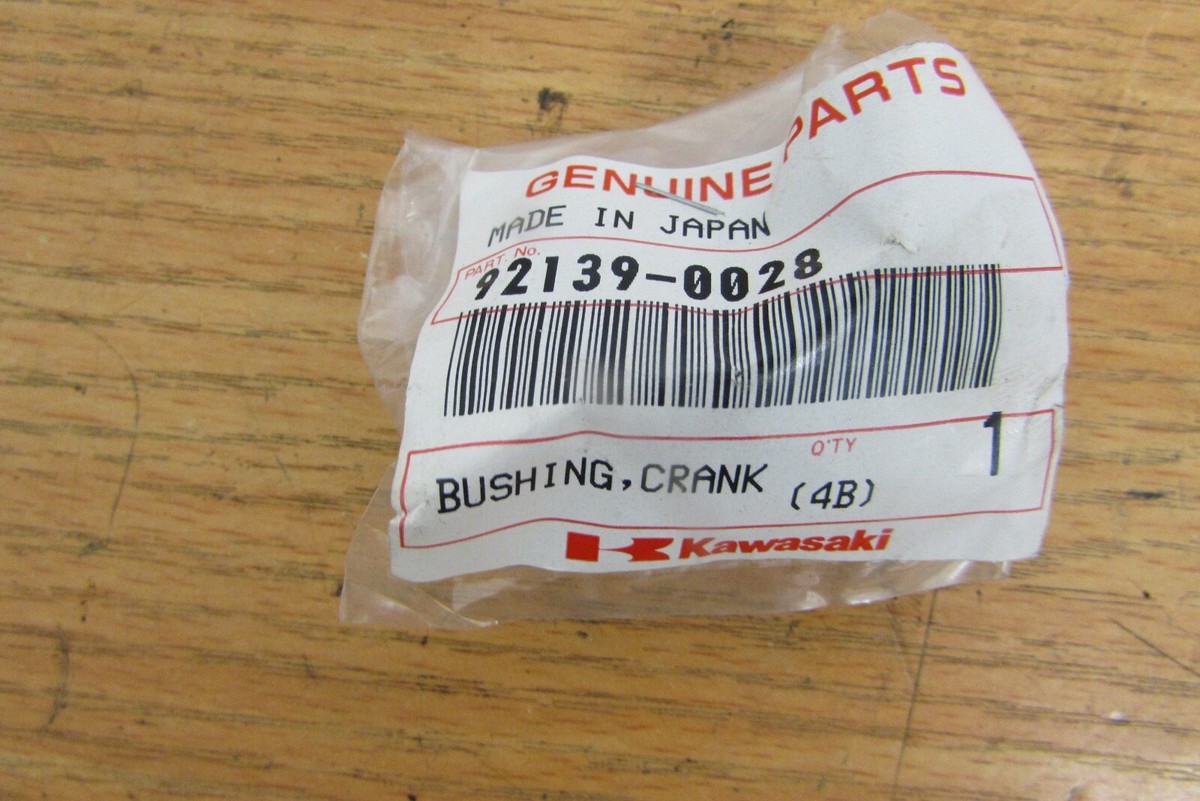 GENUINE PARTS
MADE IN JAPAN
PART. No.
92139-0028
Q'TY 1
BUSHING,CRANK (4B)
Kawasaki